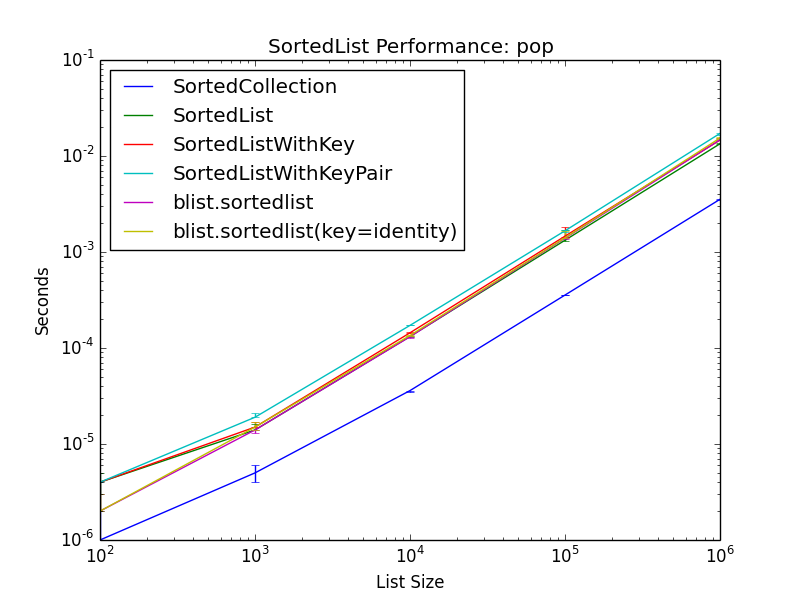 SortedList Performance: pop
10^-1
SortedCollection
SortedList
SortedListWithKey
SortedListWithKeyPair
blist.sortedlist
blist.sortedlist(key=identity)
10^-2
10^-3
Seconds
10^-4
10^-5
10^-6
10^2 10^3 10^4 10^5 10^6
List Size